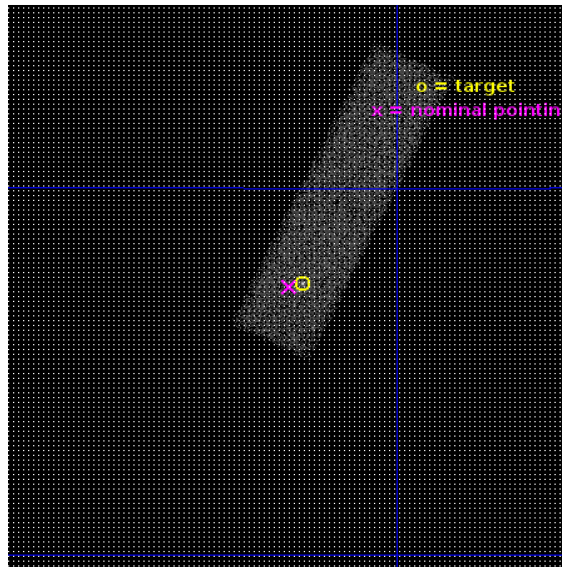 o = target
x = nominal pointin